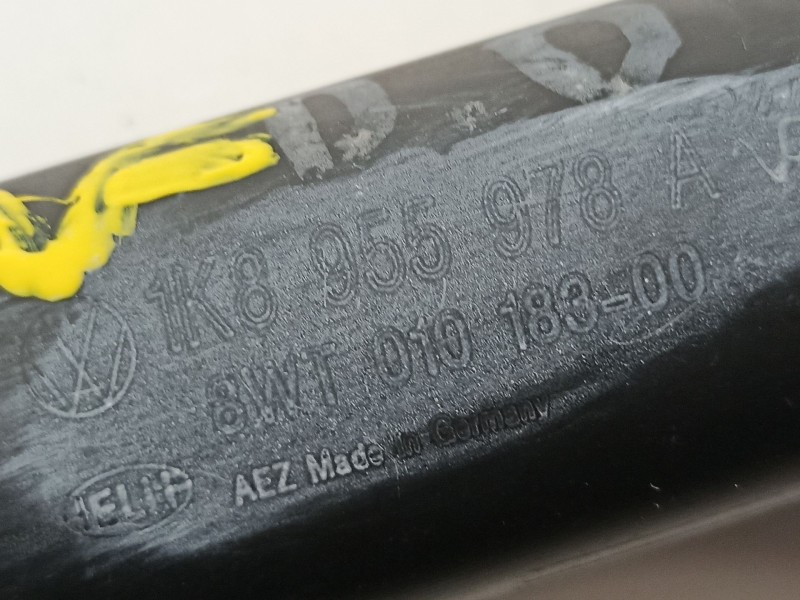 D.D
1K8 955 978 A
8WT 010 183-00
HELLA AEZ Made in Germany